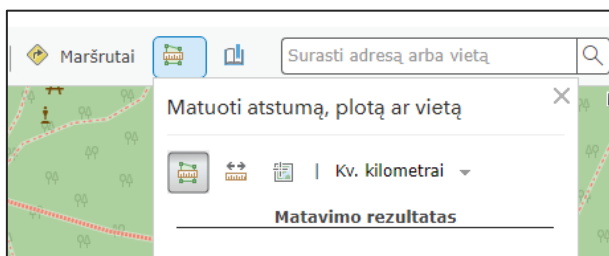 Maršrutai
Surasti adresą arba vietą
Matuoti atstumą, plotą ar vietą
| Kv. kilometrai
Matavimo rezultatas